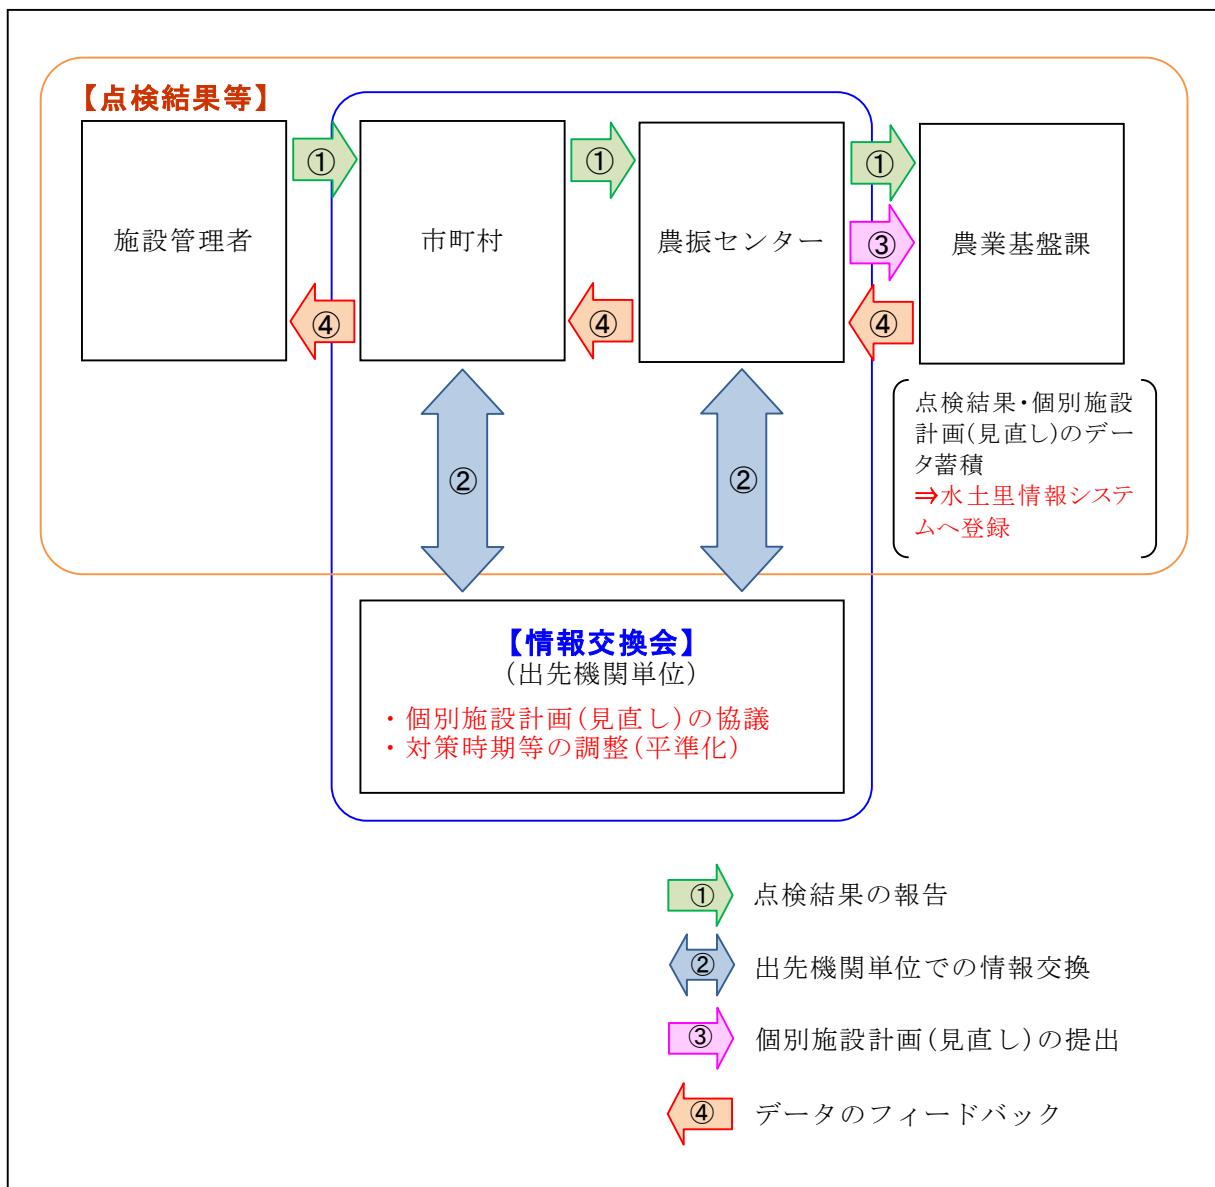 【点検結果等】
①
①
①
施設管理者
市町村
農振センター
③
農業基盤課
④
④
④
点検結果・個別施設
計画(見直し)のデー
タ蓄積
⇒水土里情報システ
ムへ登録
②
②
【情報交換会】
(出先機関単位)
・個別施設計画(見直し)の協議
・対策時期等の調整(平準化)
① 点検結果の報告
② 出先機関単位での情報交換
③ 個別施設計画(見直し)の提出
④ データのフィードバック